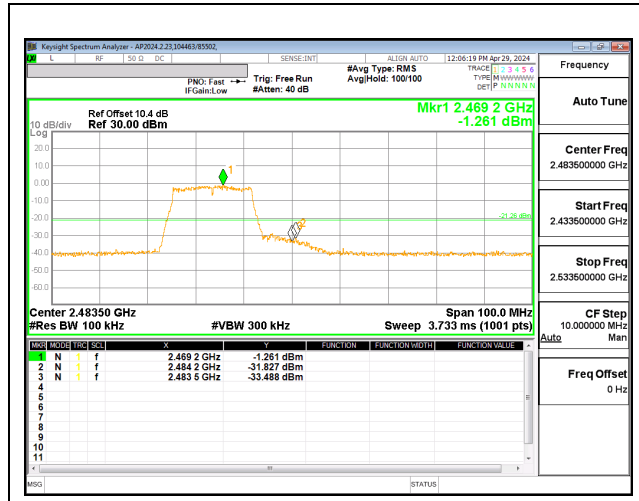 Keysight Spectrum Analyzer - AP2024.2.23,104463/85502,
L RF 50 Ω DC SENSE:INT ALIGN AUTO 12:06:19 PM Apr 29, 2024
PNO: Fast
IFGain:Low
Trig: Free Run
#Atten: 40 dB
#Avg Type: RMS
Avg|Hold: 100/100
TRACE 1 2 3 4 5 6
TYPE M W W W W W
DET P N N N N N
Mkr1 2.469 2 GHz
-1.261 dBm
Ref Offset 10.4 dB
10 dB/div Ref 30.00 dBm
Log
20.0
10.0
0.00
-10.0
-20.0
-30.0
-40.0
-50.0
-60.0
1
-21.26 dBm
Center 2.48350 GHz Span 100.0 MHz
#Res BW 100 kHz #VBW 300 kHz Sweep 3.733 ms (1001 pts)
MKR MODE TRC SCL X Y FUNCTION FUNCTION WIDTH FUNCTION VALUE
1 N 1 f 2.469 2 GHz -1.261 dBm
2 N 1 f 2.484 2 GHz -31.827 dBm
3 N 1 f 2.483 5 GHz -33.488 dBm
4
5
6
7
8
9
10
11
MSG STATUS
Frequency
Auto Tune
Center Freq
2.483500000 GHz
Start Freq
2.433500000 GHz
Stop Freq
2.533500000 GHz
CF Step
10.000000 MHz
Auto Man
Freq Offset
0 Hz